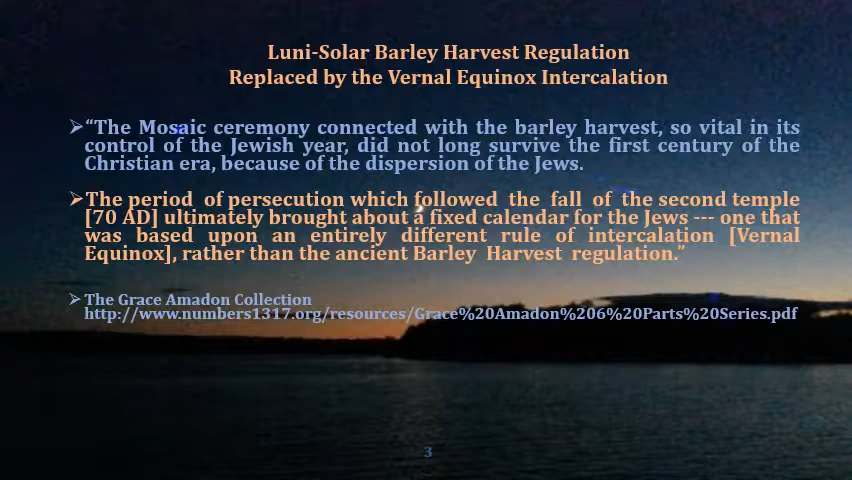 Luni-Solar Barley Harvest Regulation
Replaced by the Vernal Equinox Intercalation
➢“The Mosaic ceremony connected with the barley harvest, so vital in its
control of the Jewish year, did not long survive the first century of the
Christian era, because of the dispersion of the Jews.
➢The period of persecution which followed the fall of the second temple
[70 AD] ultimately brought about a fixed calendar for the Jews --- one that
was based upon an entirely different rule of intercalation [Vernal
Equinox], rather than the ancient Barley Harvest regulation.”
➢ The Grace Amadon Collection
http://www.numbers1317.org/resources/Grace%20Amadon%206%20Parts%20Series.pdf
3